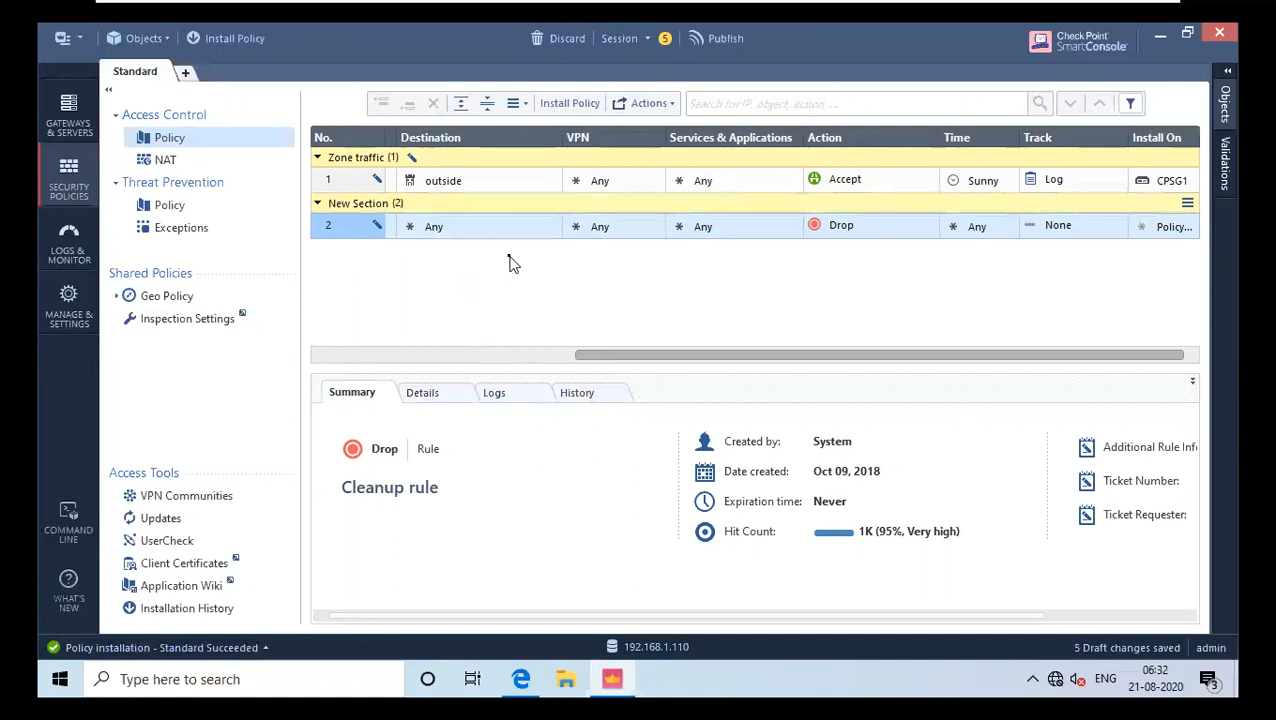 Objects
Install Policy
Discard
Session
5
Publish
CHECK POINT
SmartConsole
Standard
+
GATEWAYS & SERVERS
SECURITY POLICIES
LOGS & MONITOR
MANAGE & SETTINGS
COMMAND LINE
WHAT'S NEW
Access Control
Policy
NAT
Threat Prevention
Policy
Exceptions
Shared Policies
Geo Policy
Inspection Settings
Access Tools
VPN Communities
Updates
UserCheck
Client Certificates
Application Wiki
Installation History
Install Policy
Actions
Search for IP, object, action, ...
No. Destination VPN Services & Applications Action Time Track Install On
Zone traffic (1)
1 outside Any Any Accept Sunny Log CPSG1
New Section (2)
2 Any Any Any Drop Any None Policy...
Summary Details Logs History
Drop Rule
Cleanup rule
Created by: System
Date created: Oct 09, 2018
Expiration time: Never
Hit Count: 1K (95%, Very high)
Additional Rule Inf
Ticket Number:
Ticket Requester:
Objects
Validations
Policy installation - Standard Succeeded
192.168.1.110
5 Draft changes saved
admin
Type here to search
ENG
06:32
21-08-2020
3